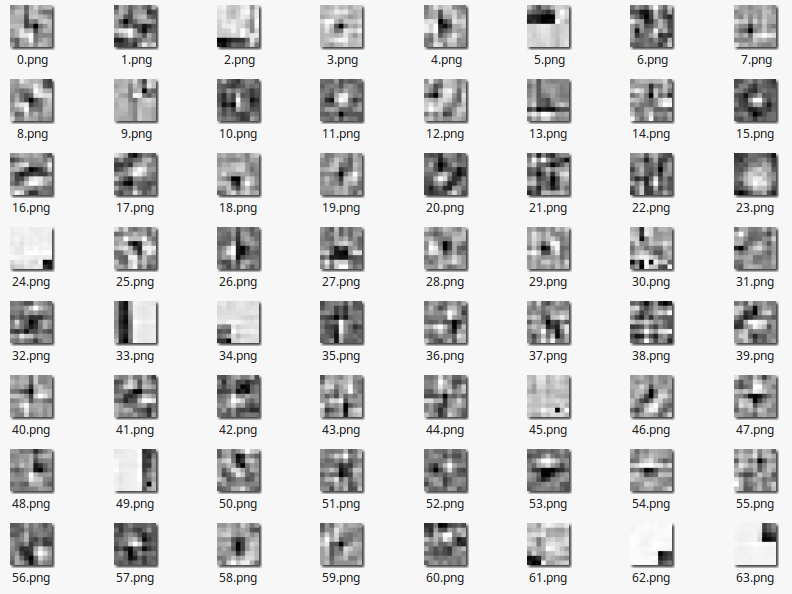 0.png 1.png 2.png 3.png 4.png 5.png 6.png 7.png
8.png 9.png 10.png 11.png 12.png 13.png 14.png 15.png
16.png 17.png 18.png 19.png 20.png 21.png 22.png 23.png
24.png 25.png 26.png 27.png 28.png 29.png 30.png 31.png
32.png 33.png 34.png 35.png 36.png 37.png 38.png 39.png
40.png 41.png 42.png 43.png 44.png 45.png 46.png 47.png
48.png 49.png 50.png 51.png 52.png 53.png 54.png 55.png
56.png 57.png 58.png 59.png 60.png 61.png 62.png 63.png